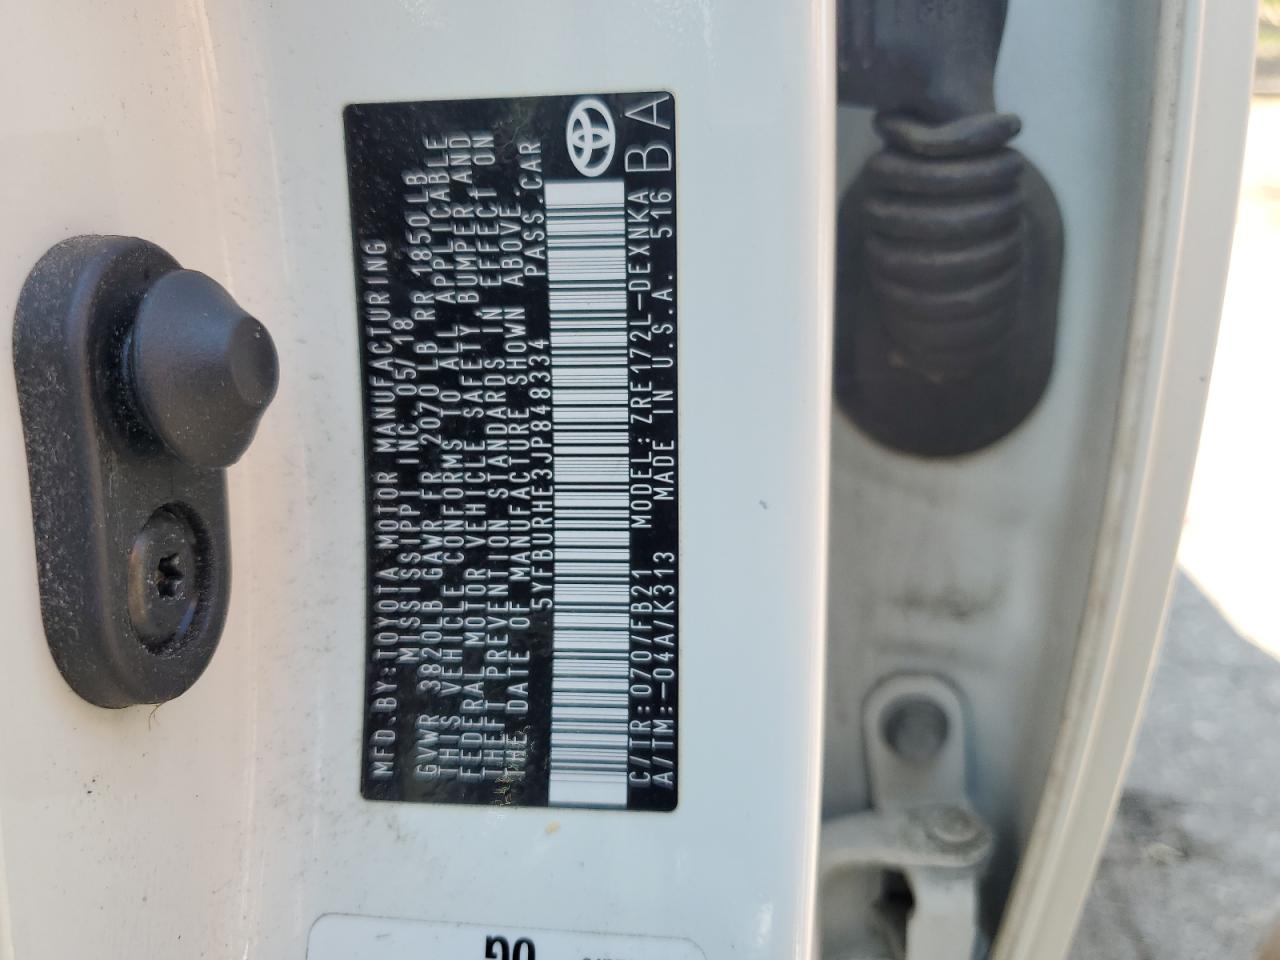 MFD.BY:TOYOTA MOTOR MANUFACTURING
MISSISSIPPI INC. 05/18
GVWR 3820LB GAWR FR 2070 LB RR 1850LB
THIS VEHICLE CONFORMS TO ALL APPLICABLE
FEDERAL MOTOR VEHICLE SAFETY, BUMPER, AND
THEFT PREVENTION STANDARDS IN EFFECT ON
THE DATE OF MANUFACTURE SHOWN ABOVE.
5YFBURHE3JP848334 PASS.CAR
C/TR:070/FB21 MODEL:ZRE172L-DEXNKA
A/TM:-04A/K313 MADE IN U.S.A. 516
BA